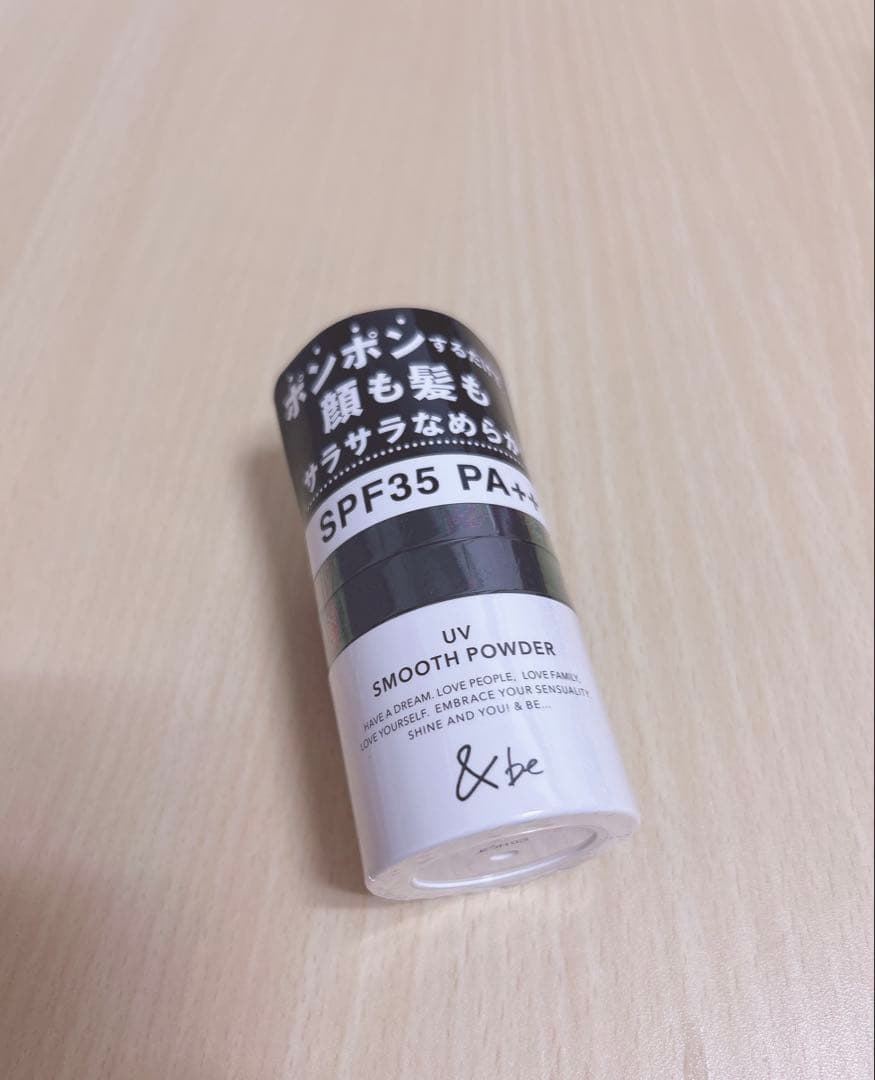 ポンポンするだけで
顔も髪も
サラサラなめらか
SPF35 PA++
UV
SMOOTH POWDER
HAVE A DREAM. LOVE PEOPLE, LOVE FAMILY,
LOVE YOURSELF. EMBRACE YOUR SENSUALITY.
SHINE AND YOU! & BE...
&be